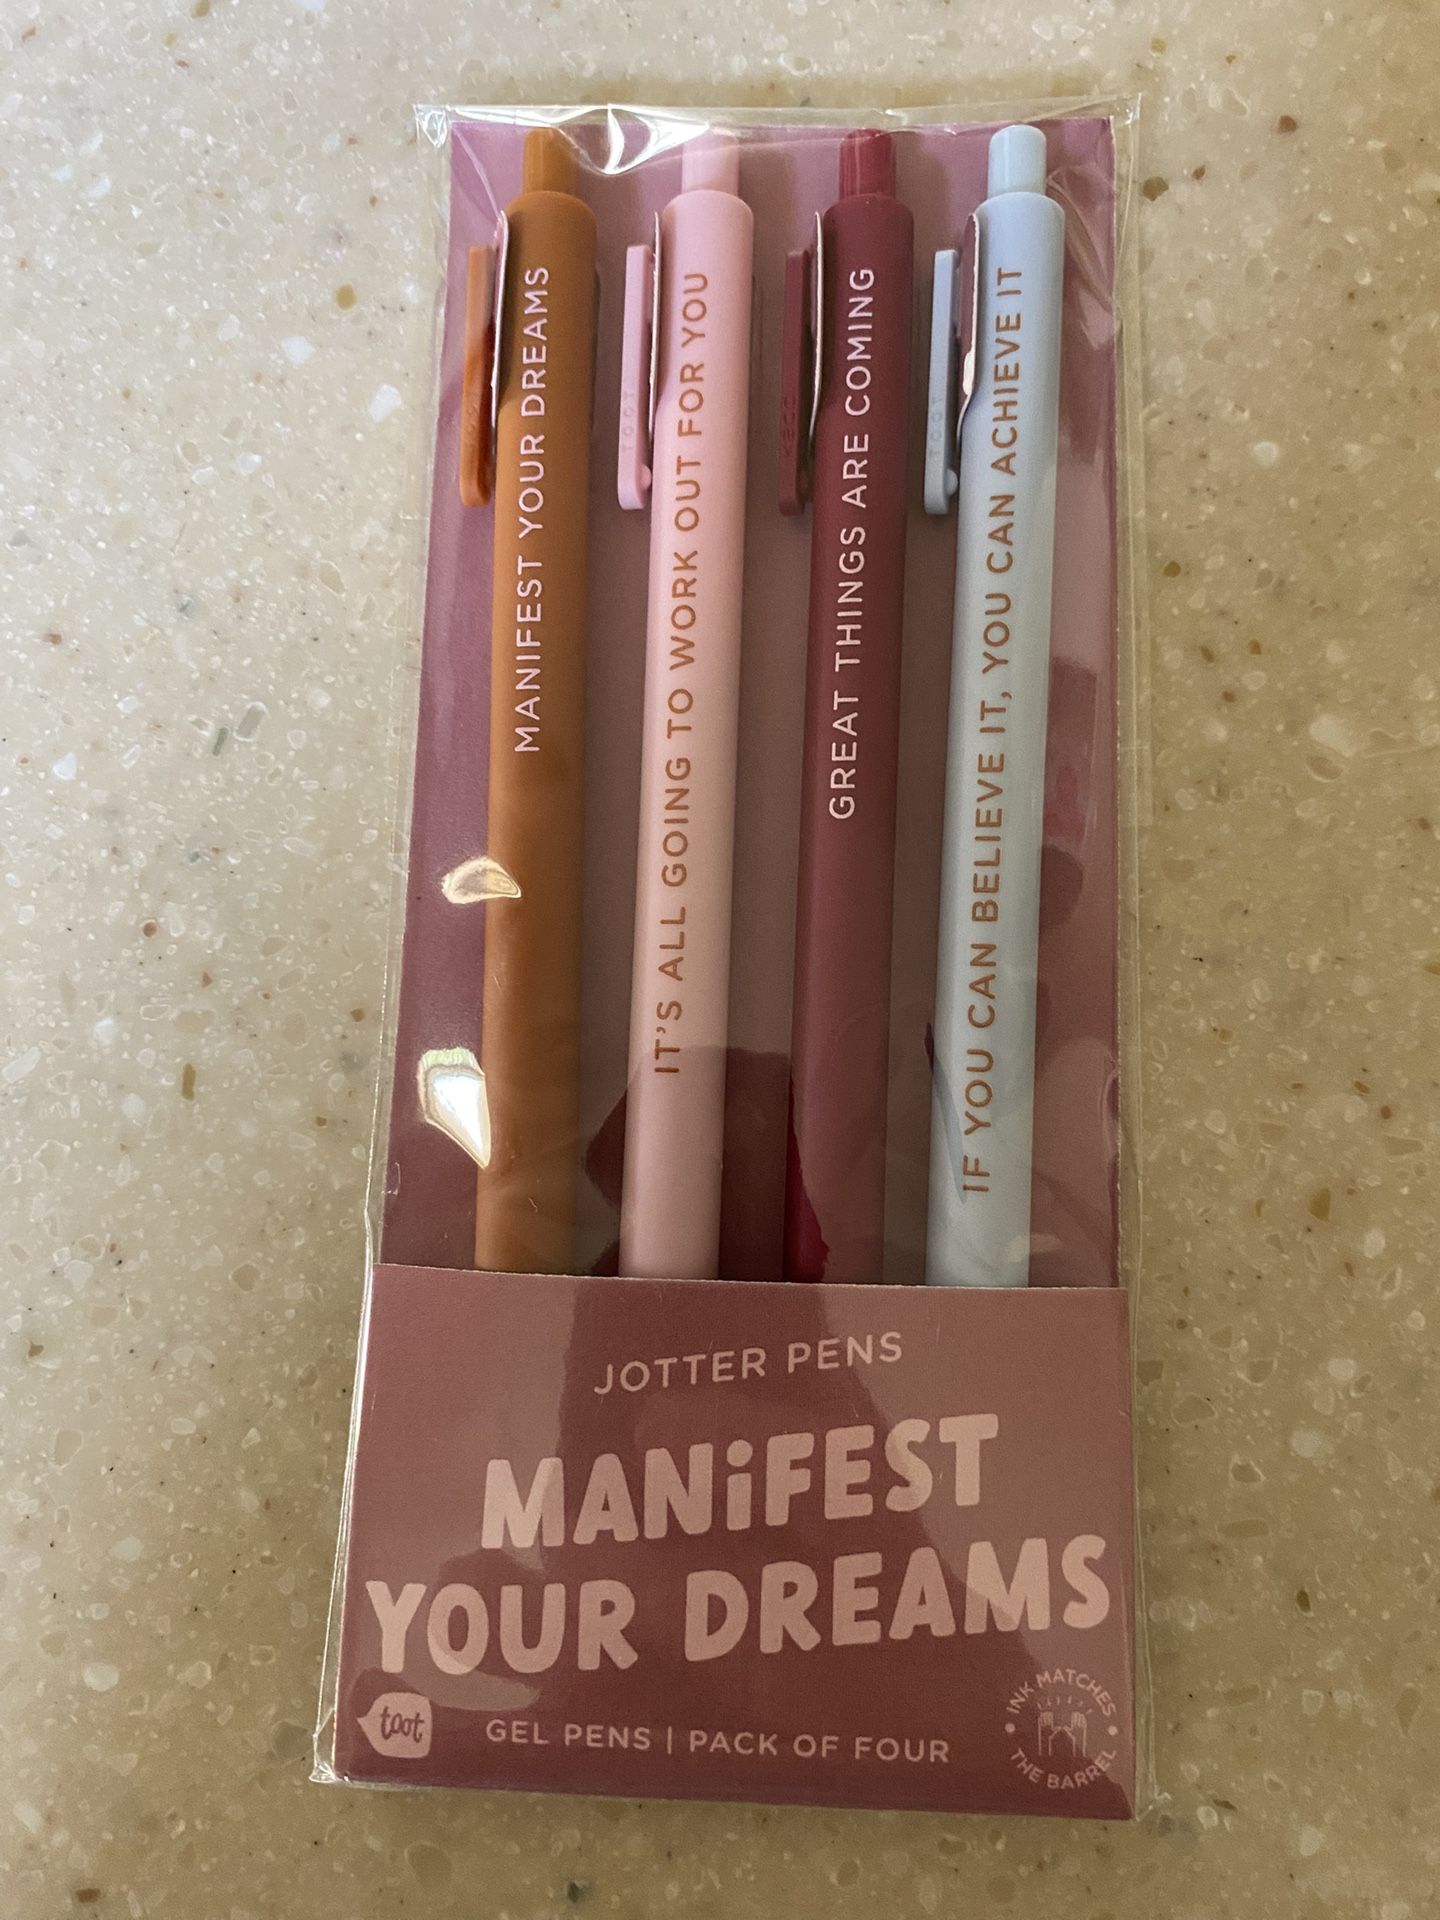 MANIFEST YOUR DREAMS
IT'S ALL GOING TO WORK OUT FOR YOU
GREAT THINGS ARE COMING
IF YOU CAN BELIEVE IT, YOU CAN ACHIEVE IT
TOOT
TOOT
JOTTER PENS
MANiFEST
YOUR DREAMS
toot
GEL PENS | PACK OF FOUR
• INK MATCHES •
THE BARREL